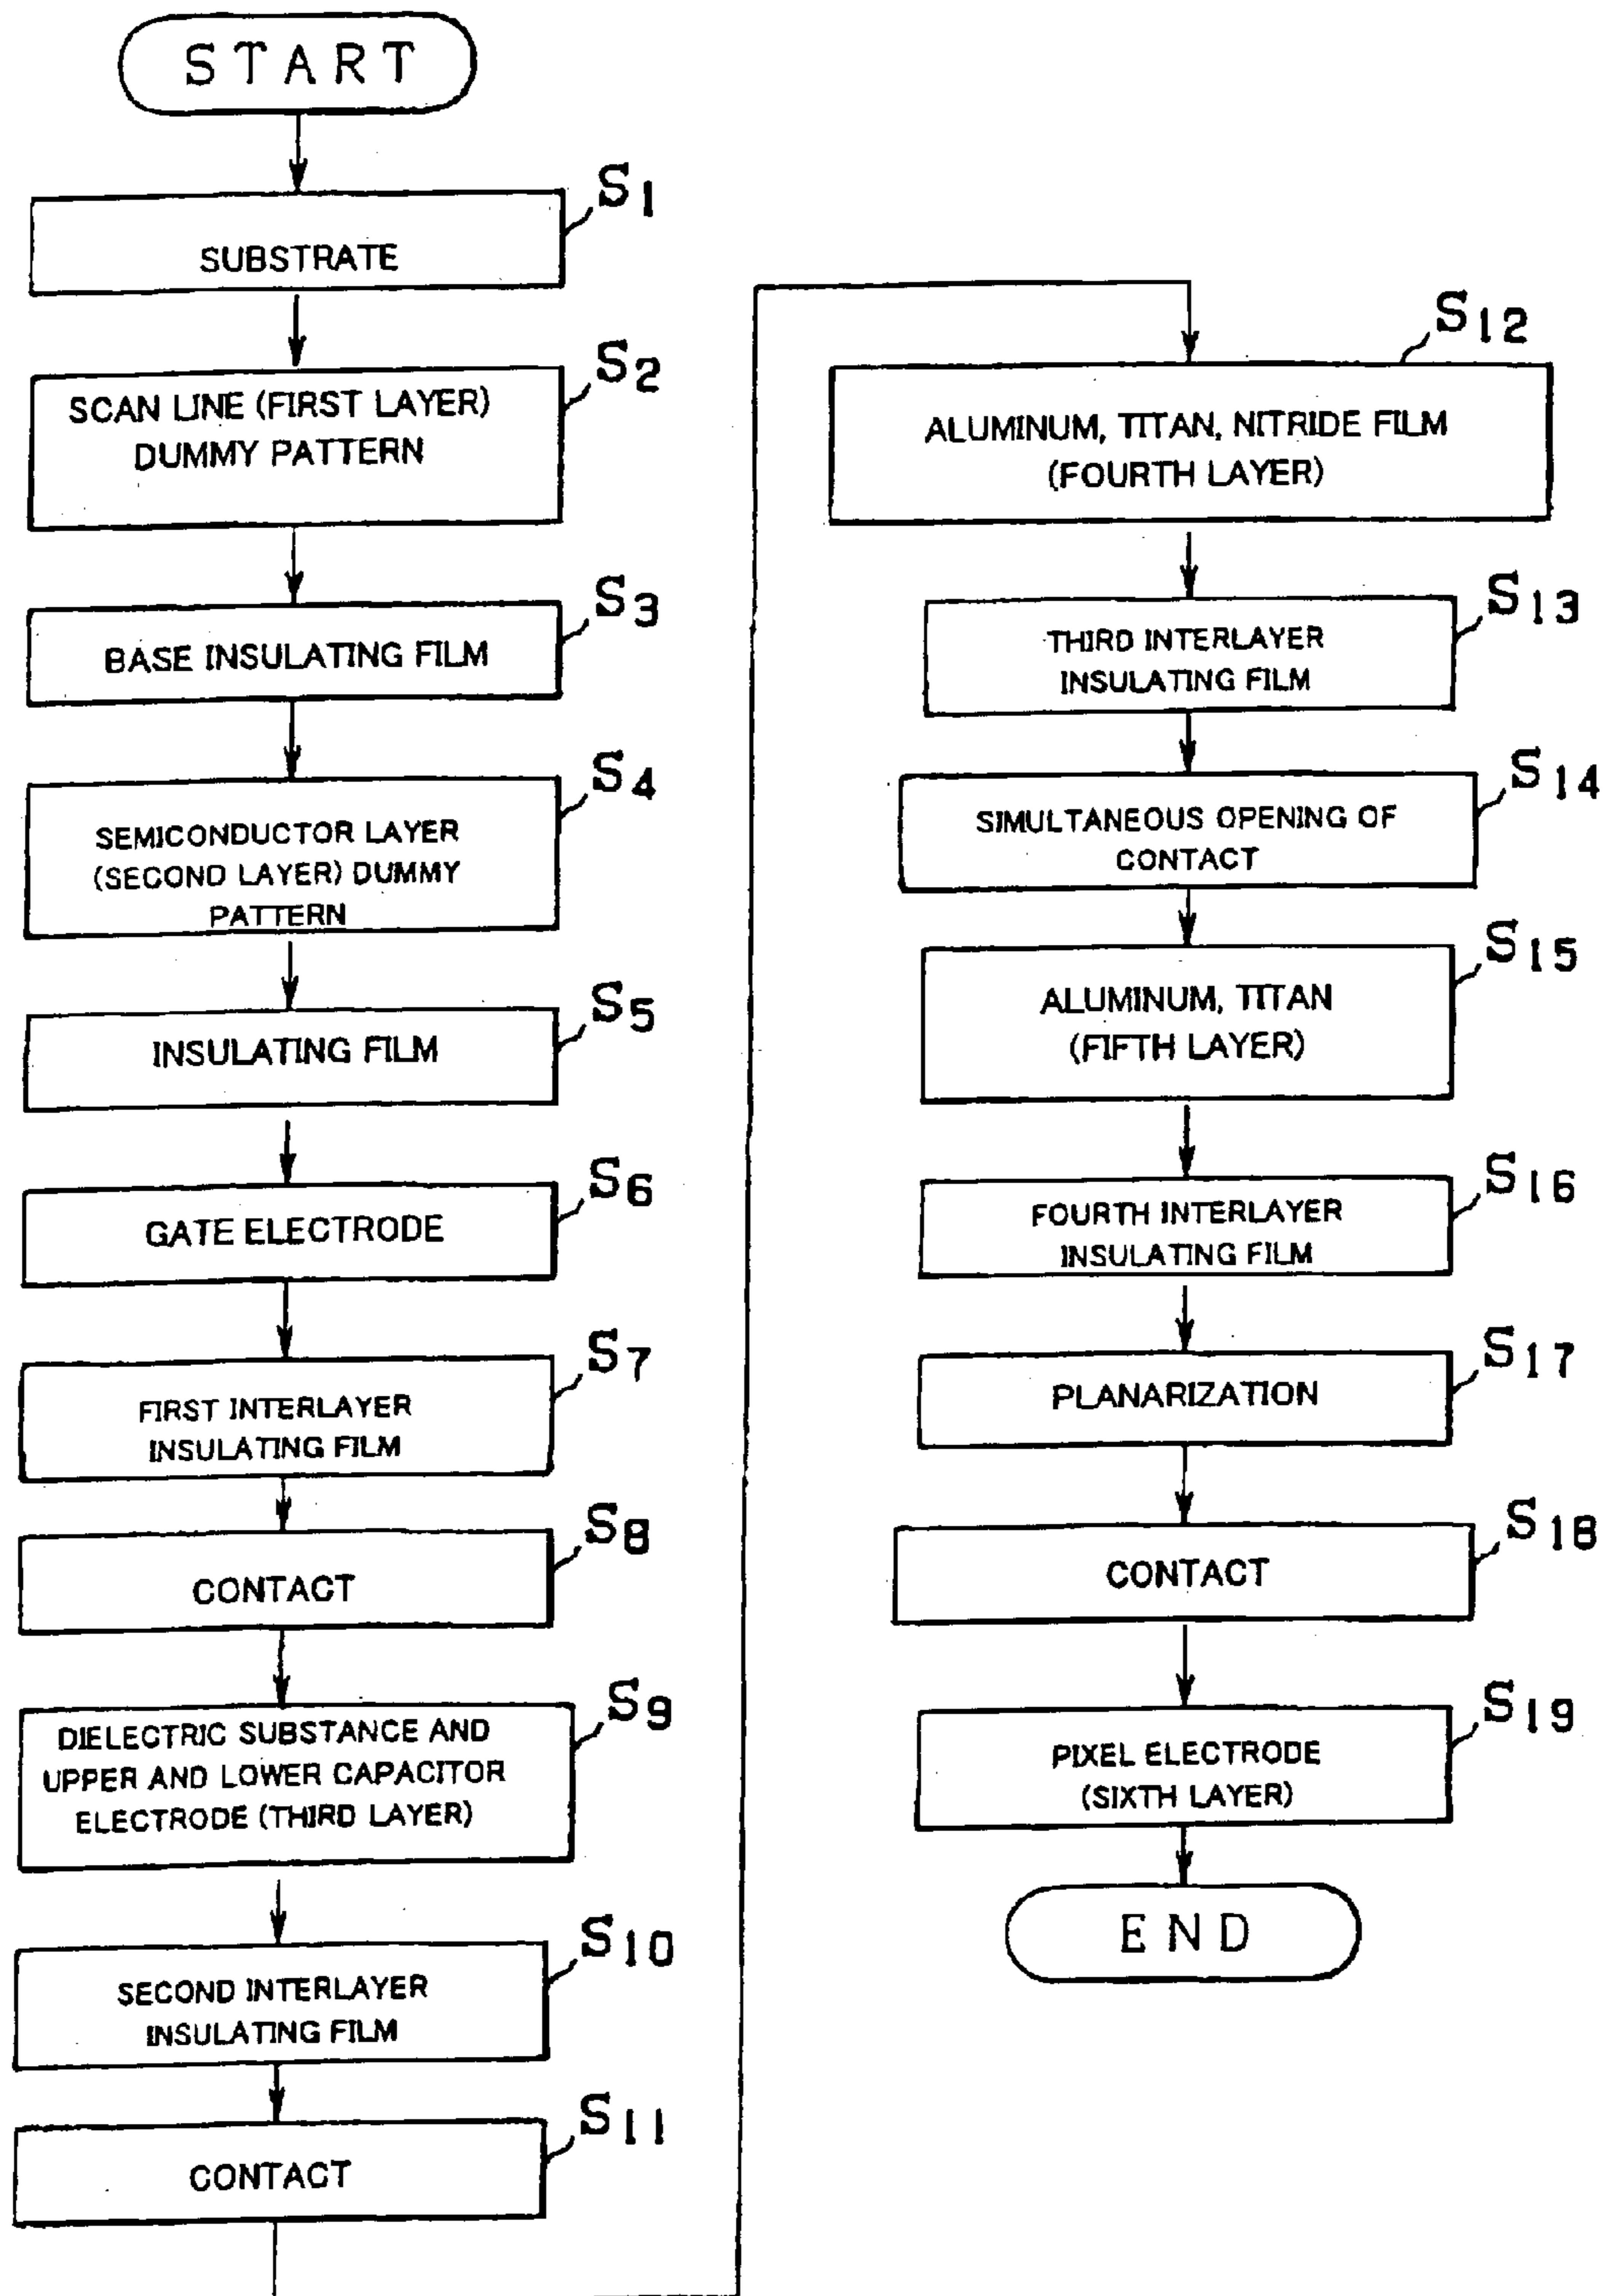 START
S1
SUBSTRATE
S2
SCAN LINE (FIRST LAYER)
DUMMY PATTERN
S3
BASE INSULATING FILM
S4
SEMICONDUCTOR LAYER
(SECOND LAYER) DUMMY
PATTERN
S5
INSULATING FILM
S6
GATE ELECTRODE
S7
FIRST INTERLAYER
INSULATING FILM
S8
CONTACT
S9
DIELECTRIC SUBSTANCE AND
UPPER AND LOWER CAPACITOR
ELECTRODE (THIRD LAYER)
S10
SECOND INTERLAYER
INSULATING FILM
S11
CONTACT
S12
ALUMINUM, TITAN, NITRIDE FILM
(FOURTH LAYER)
S13
THIRD INTERLAYER
INSULATING FILM
S14
SIMULTANEOUS OPENING OF
CONTACT
S15
ALUMINUM, TITAN
(FIFTH LAYER)
S16
FOURTH INTERLAYER
INSULATING FILM
S17
PLANARIZATION
S18
CONTACT
S19
PIXEL ELECTRODE
(SIXTH LAYER)
END